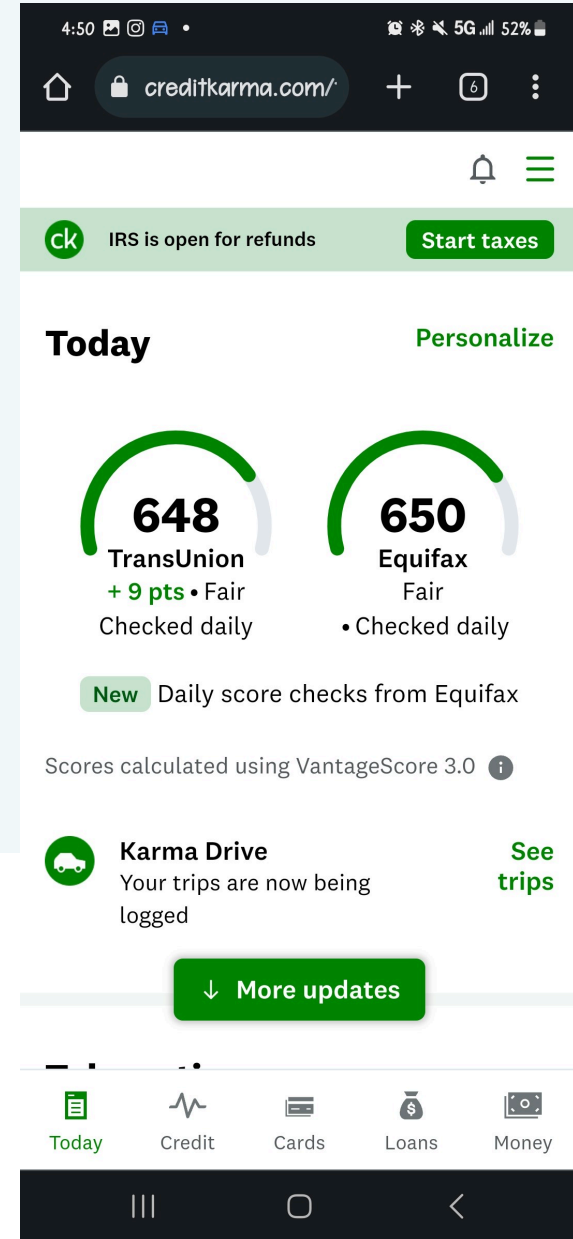 4:50 5G 52%
creditkarma.com/ 6
ck IRS is open for refunds Start taxes
Today Personalize
648 650
TransUnion Equifax
+ 9 pts • Fair Fair
Checked daily • Checked daily
New Daily score checks from Equifax
Scores calculated using VantageScore 3.0 i
Karma Drive See
Your trips are now being trips
logged
↓ More updates
Today Credit Cards Loans Money